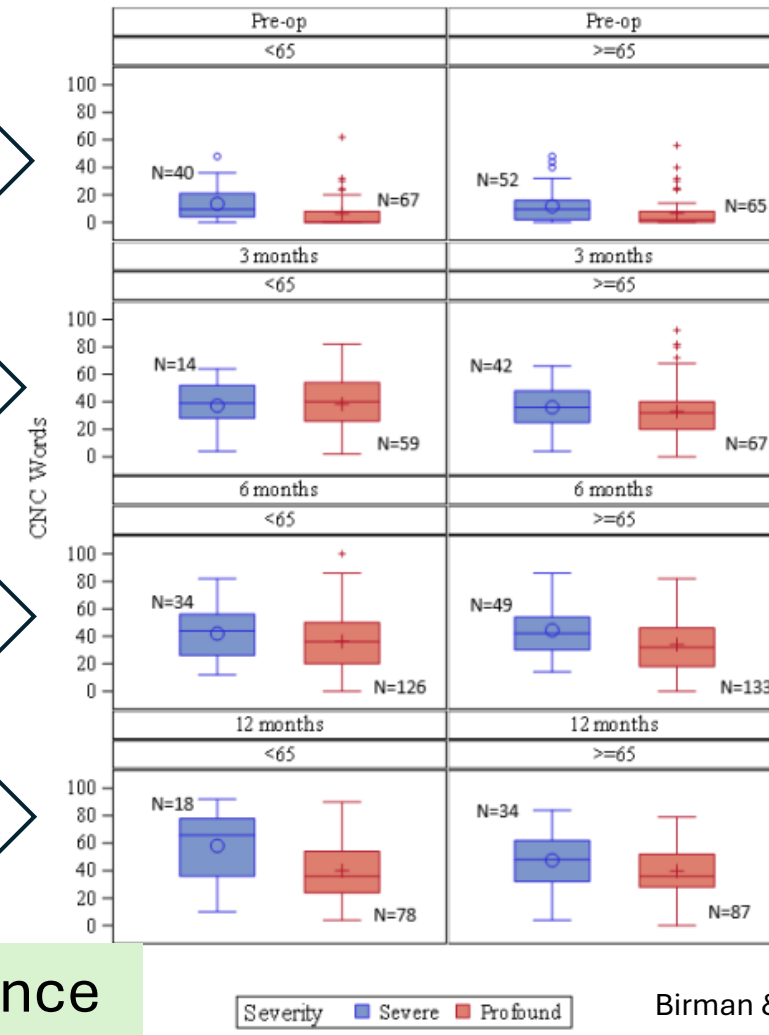 Pre-op Pre-op
<65 >=65
100
80
60
40
20
0
N=40 N=67 N=52 N=65
3 months 3 months
<65 >=65
100
80
60
40
20
0
N=14 N=59 N=42 N=67
CNC Words
6 months 6 months
<65 >=65
100
80
60
40
20
0
N=34 N=126 N=49 N=133
12 months 12 months
<65 >=65
100
80
60
40
20
0
N=18 N=78 N=34 N=87
nce
Severity Severe Profound
Birman &